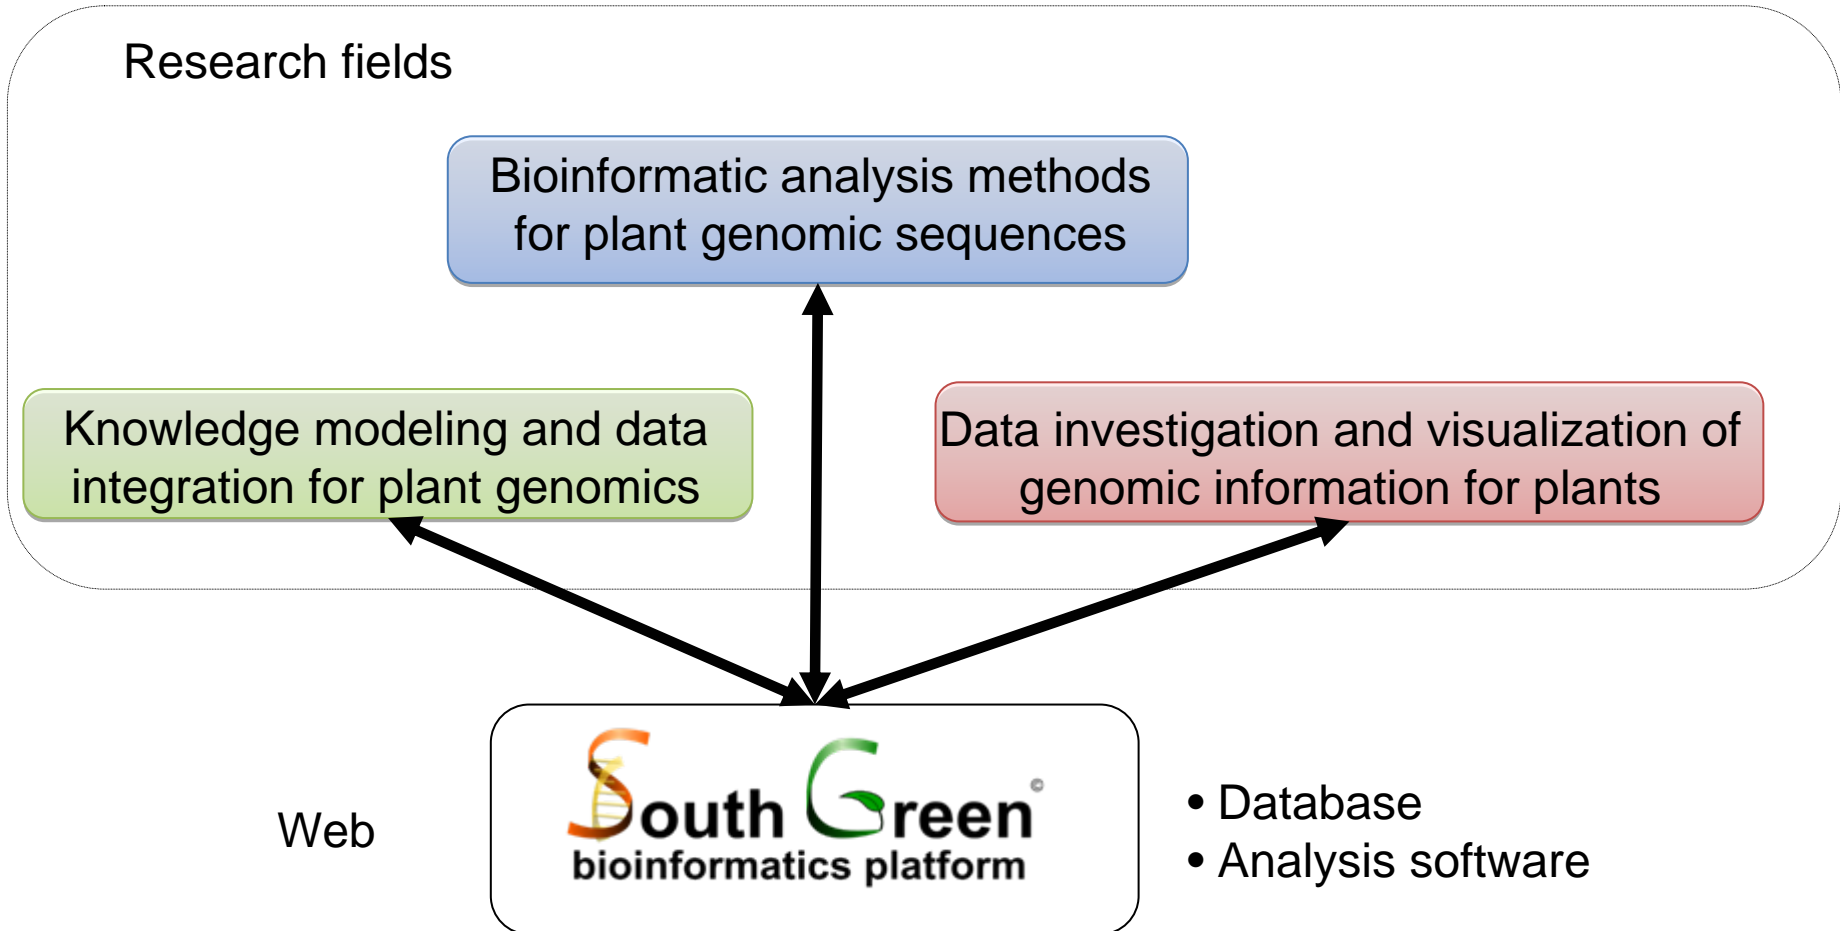 Research fields
Bioinformatic analysis methods
for plant genomic sequences
Knowledge modeling and data
integration for plant genomics
Data investigation and visualization of
genomic information for plants
Web
South Green
bioinformatics platform
• Database
• Analysis software